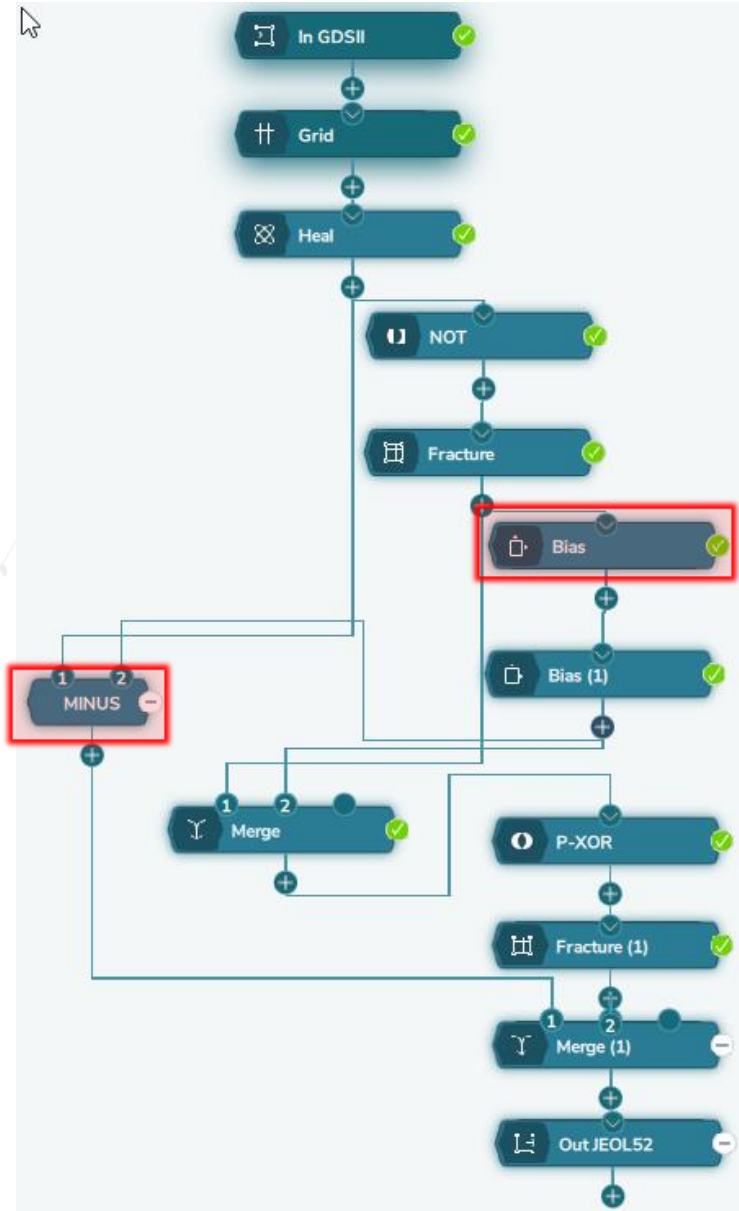 In GDSII
Grid
Heal
NOT
Fracture
Bias
1 2
MINUS
Bias (1)
1 2
Merge
P-XOR
Fracture (1)
1 2
Merge (1)
Out JEOL52